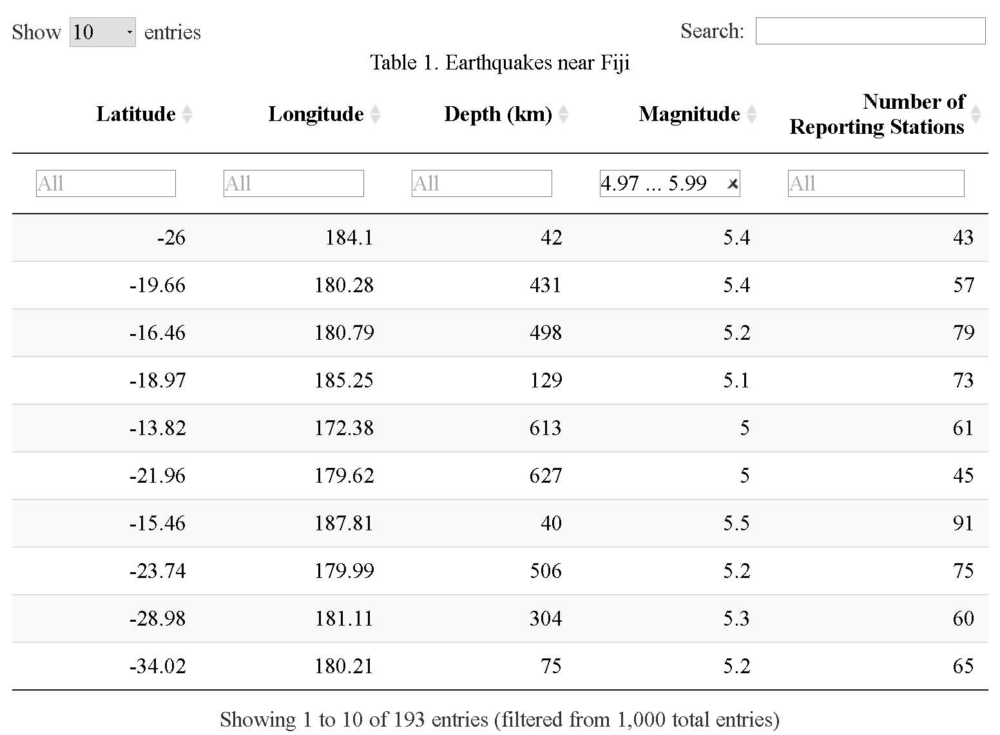 Show 10 entries Search:
Table 1. Earthquakes near Fiji
Latitude Longitude Depth (km) Magnitude Number of Reporting Stations
All All All 4.97 ... 5.99 × All
-26 184.1 42 5.4 43
-19.66 180.28 431 5.4 57
-16.46 180.79 498 5.2 79
-18.97 185.25 129 5.1 73
-13.82 172.38 613 5 61
-21.96 179.62 627 5 45
-15.46 187.81 40 5.5 91
-23.74 179.99 506 5.2 75
-28.98 181.11 304 5.3 60
-34.02 180.21 75 5.2 65
Showing 1 to 10 of 193 entries (filtered from 1,000 total entries)